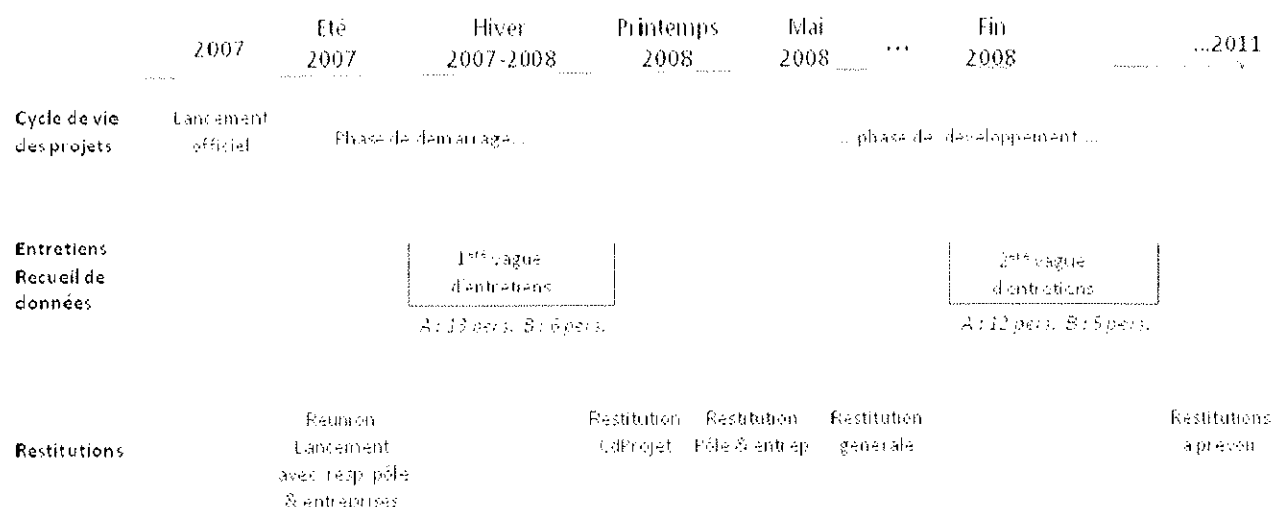 2007
Eté
2007
Hiver
2007-2008
Printemps
2008
Mai
2008
...
Fin
2008
...2011
Cycle de vie
des projets
Lancement
officiel
Phase de démarrage...
... phase de développement ...
Entretiens
Recueil de
données
1ère vague
d'entretiens
A : 13 pers. B : 6 pers.
2ème vague
d'entretiens
A : 12 pers. B : 5 pers.
Restitutions
Réunion
Lancement
avec resp pôle
& entreprises
Restitution
CdProjet
Restitution
Pôle & entrep
Restitution
générale
Restitutions
à prévoir